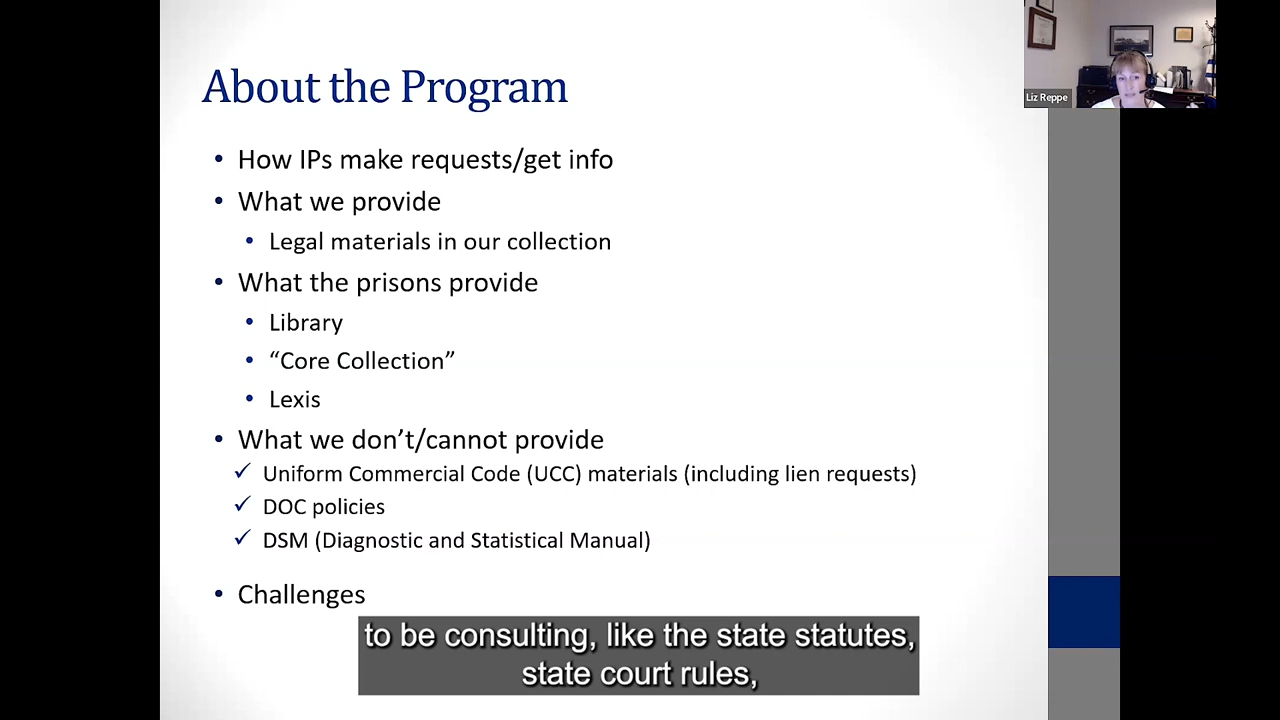 About the Program
• How IPs make requests/get info
• What we provide
• Legal materials in our collection
• What the prisons provide
• Library
• “Core Collection”
• Lexis
• What we don’t/cannot provide
✓ Uniform Commercial Code (UCC) materials (including lien requests)
✓ DOC policies
✓ DSM (Diagnostic and Statistical Manual)
• Challenges
to be consulting, like the state statutes,
state court rules,
Liz Reppe